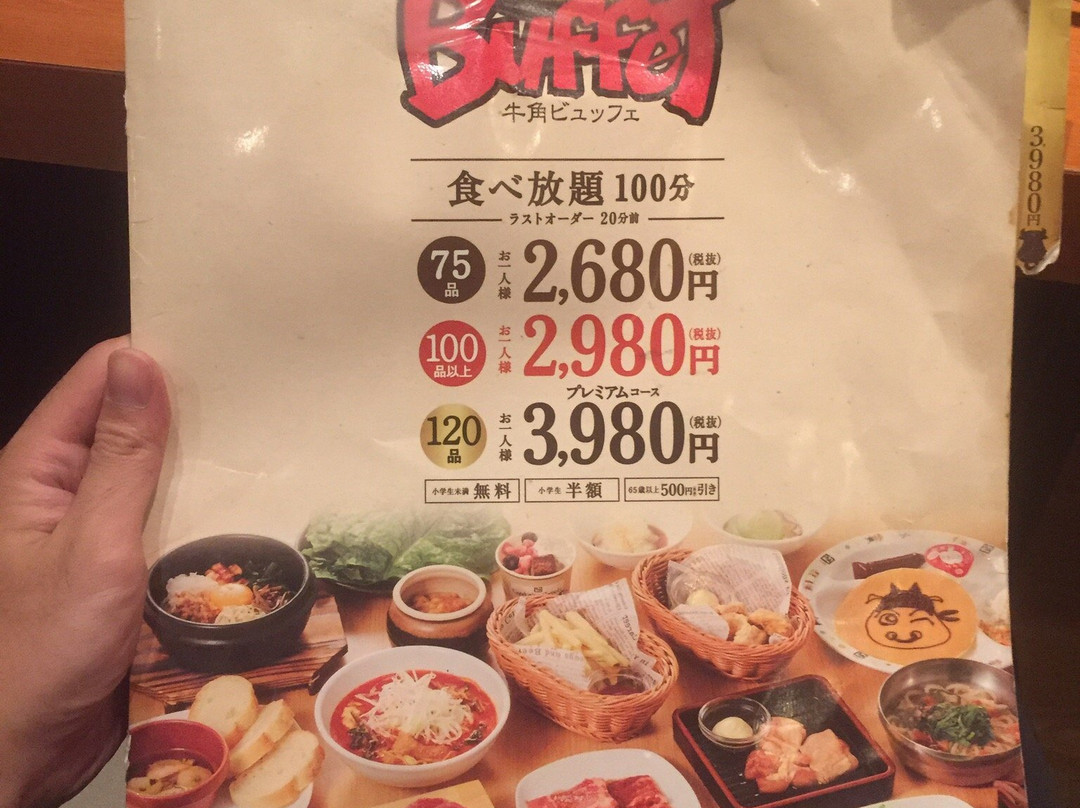 Buffet
牛角ビュッフェ
食べ放題 100分
ラストオーダー 20分前
75品 お一人様 2,680円 (税抜)
100品以上 お一人様 2,980円 (税抜)
プレミアムコース
120品 お一人様 3,980円 (税抜)
小学生未満 無料
小学生 半額
65歳以上 500円引き
3,980円